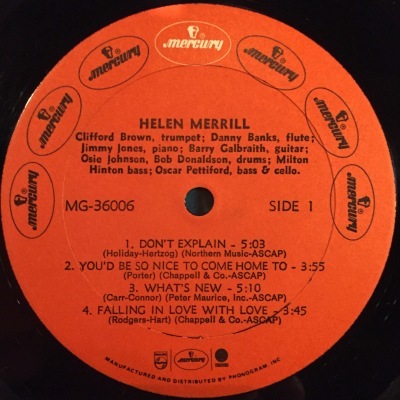 mercury
mercury
mercury
mercury
mercury
mercury
mercury
mercury
mercury
HELEN MERRILL
Clifford Brown, trumpet; Danny Banks, flute;
Jimmy Jones, piano; Barry Galbraith, guitar;
Osie Johnson, Bob Donaldson, drums; Milton
Hinton bass; Oscar Pettiford, bass & cello.
MG-36006 SIDE 1
1. DON'T EXPLAIN - 5:03
(Holiday-Hertzog) (Northern Music-ASCAP)
2. YOU'D BE SO NICE TO COME HOME TO - 3:55
(Porter) (Chappell & Co.-ASCAP)
3. WHAT'S NEW - 5:10
(Carr-Connor) (Peter Maurice, Inc.-ASCAP)
4. FALLING IN LOVE WITH LOVE - 3:45
(Rodgers-Hart) (Chappell & Co.-ASCAP)
mercury
MANUFACTURED AND DISTRIBUTED BY PHONOGRAM, INC